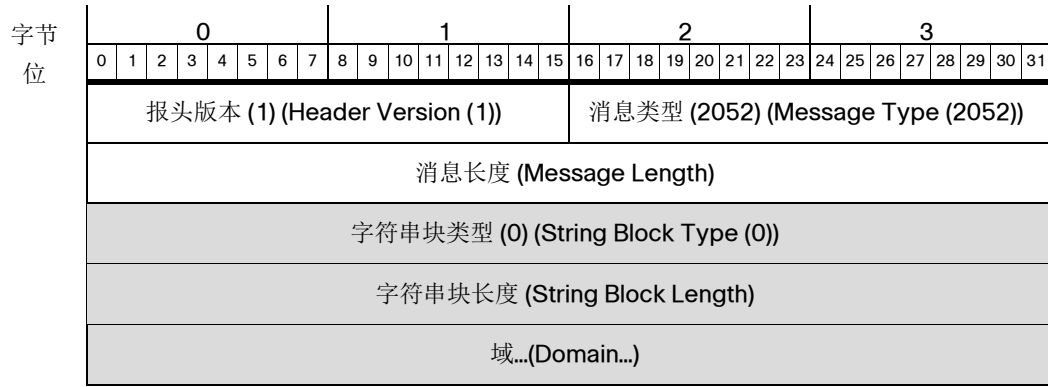 字节 0 1 2 3
位 0 1 2 3 4 5 6 7 8 9 10 11 12 13 14 15 16 17 18 19 20 21 22 23 24 25 26 27 28 29 30 31
报头版本 (1) (Header Version (1)) 消息类型 (2052) (Message Type (2052))
消息长度 (Message Length)
字符串块类型 (0) (String Block Type (0))
字符串块长度 (String Block Length)
域...(Domain...)